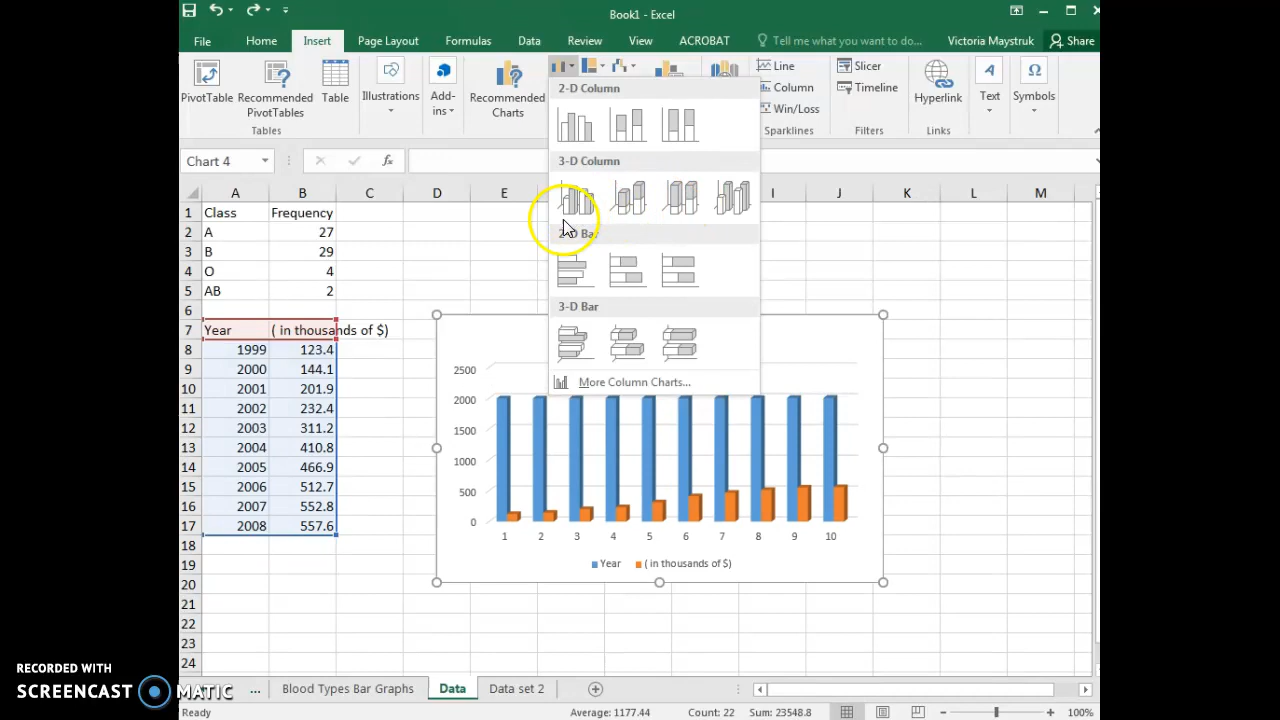 Book1 - Excel
File Home Insert Page Layout Formulas Data Review View ACROBAT Tell me what you want to do... Victoria Maystruk Share
PivotTable
Recommended
PivotTables
Table
Illustrations
Add-
ins
Recommended
Charts
Line
Column
Win/Loss
Slicer
Timeline
Hyperlink
Text
Symbols
Tables
Sparklines
Filters
Links
2-D Column
3-D Column
2-D Bar
3-D Bar
More Column Charts...
Chart 4
fx
A B C D E I J K L M
1 Class Frequency
2 A 27
3 B 29
4 O 4
5 AB 2
6
7 Year ( in thousands of $)
8 1999 123.4
9 2000 144.1
10 2001 201.9
11 2002 232.4
12 2003 311.2
13 2004 410.8
14 2005 466.9
15 2006 512.7
16 2007 552.8
17 2008 557.6
18
19
20
21
22
23
24
2500
2000
1500
1000
500
0
1 2 3 4 5 6 7 8 9 10
Year ( in thousands of $)
RECORDED WITH
SCREENCAST MATIC
... Blood Types Bar Graphs Data Data set 2
Ready Average: 1177.44 Count: 22 Sum: 23548.8 100%